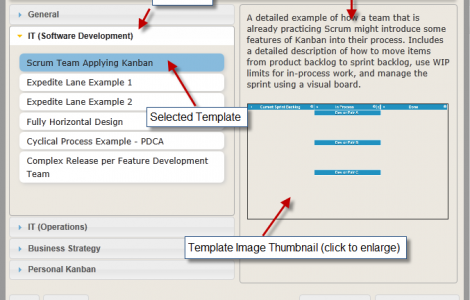 General
IT (Software Development)
Scrum Team Applying Kanban
Expedite Lane Example 1
Expedite Lane Example 2
Fully Horizontal Design
Cyclical Process Example - PDCA
Complex Release per Feature Development
Team
IT (Operations)
Business Strategy
Personal Kanban
Selected Template
A detailed example of how a team that is
already practicing Scrum might introduce some
features of Kanban into their process. Includes
a detailed description of how to move items
from product backlog to sprint backlog, use WIP
limits for in-process work, and manage the
sprint using a visual board.
Current Sprint Backlog In Process Done
Template Image Thumbnail (click to enlarge)